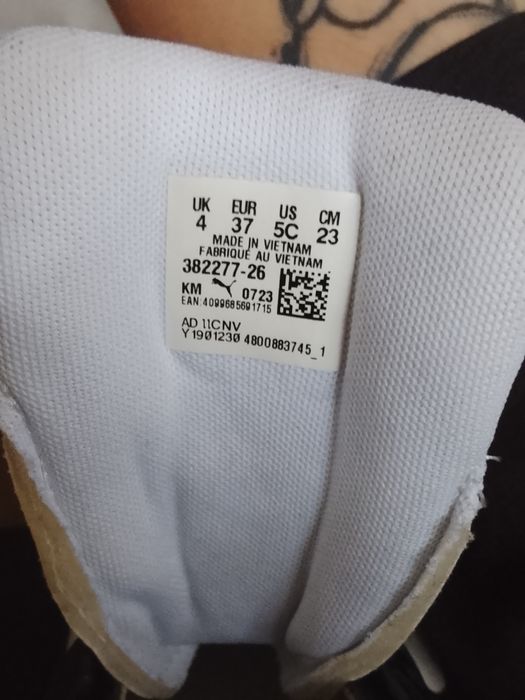 UK EUR US CM
4 37 5C 23
MADE IN VIETNAM
FABRIQUÉ AU VIETNAM
382277-26
KM 0723
EAN:4099685691715
AD 11CNV
Y1901230 4800883745_1